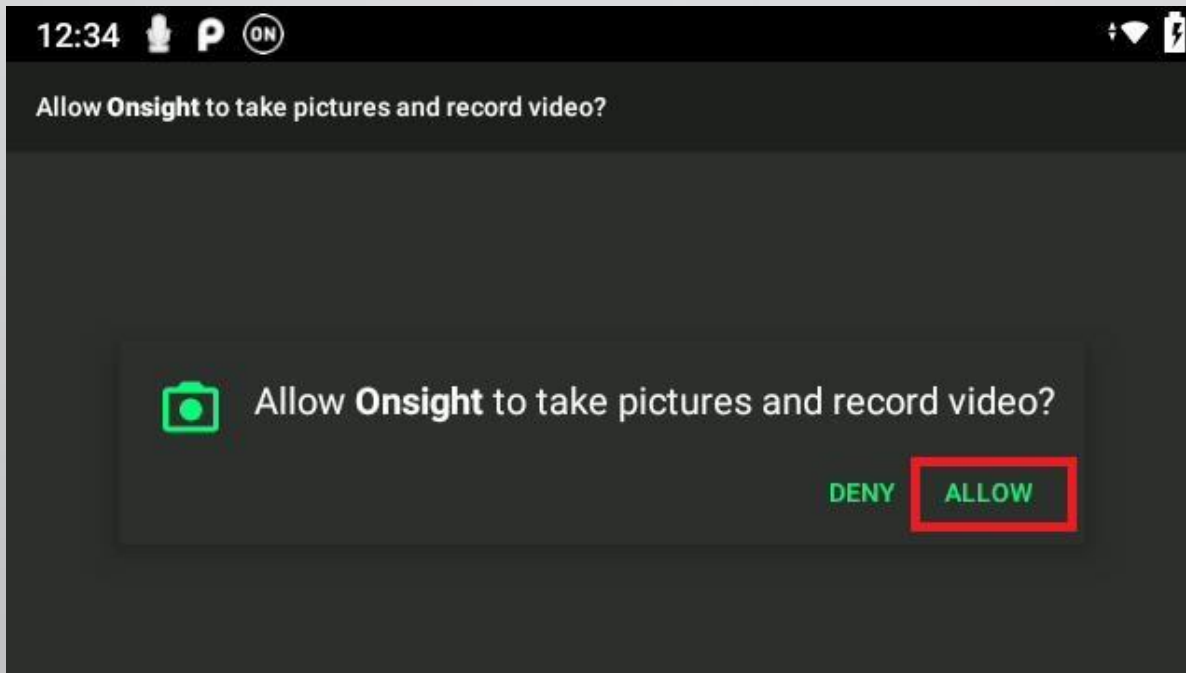 12:34 P ON
Allow Onsight to take pictures and record video?
Allow Onsight to take pictures and record video?
DENY ALLOW